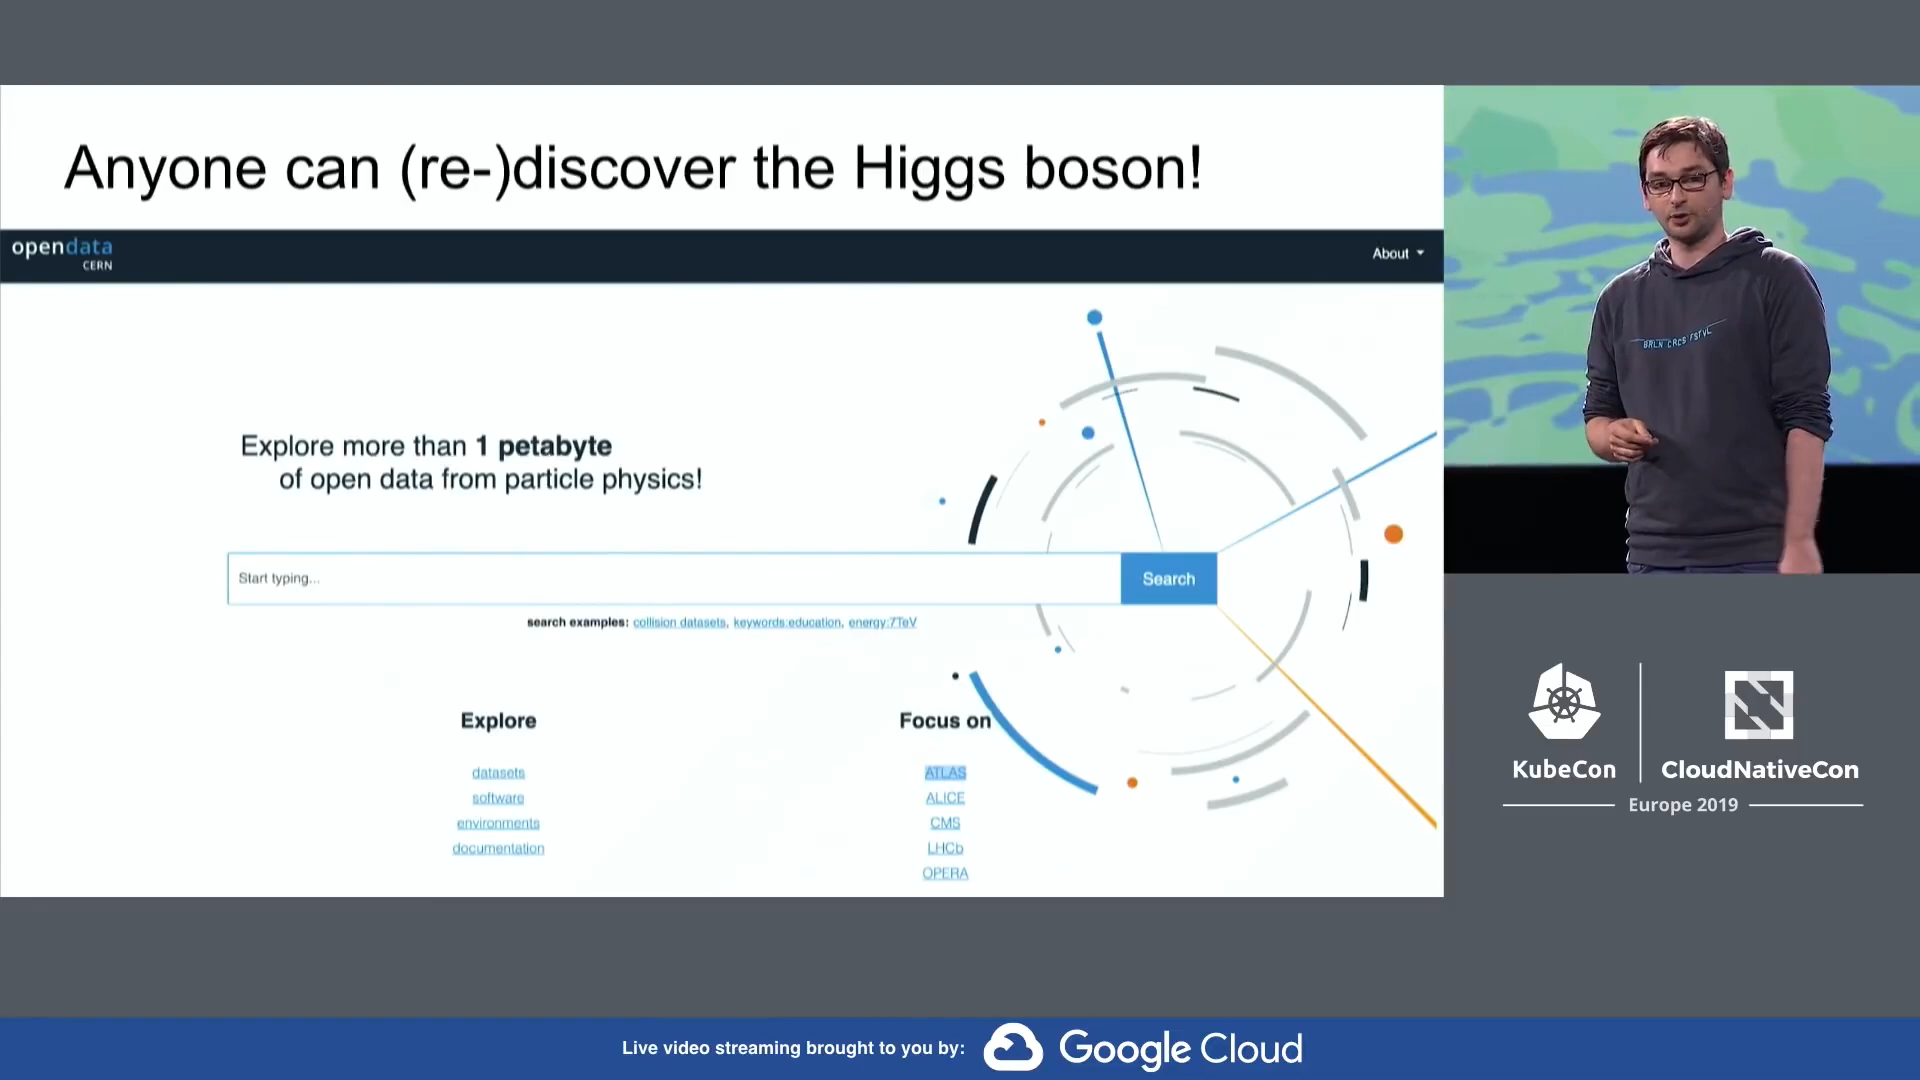 Anyone can (re-)discover the Higgs boson!
opendata
CERN
About
Explore more than 1 petabyte
of open data from particle physics!
Start typing...
Search
search examples: collision datasets, keywords:education, energy:7TeV
Explore
datasets
software
environments
documentation
Focus on
ATLAS
ALICE
CMS
LHCb
OPERA
BRLN CRCS FSTVL
KubeCon
CloudNativeCon
Europe 2019
Live video streaming brought to you by:
Google Cloud